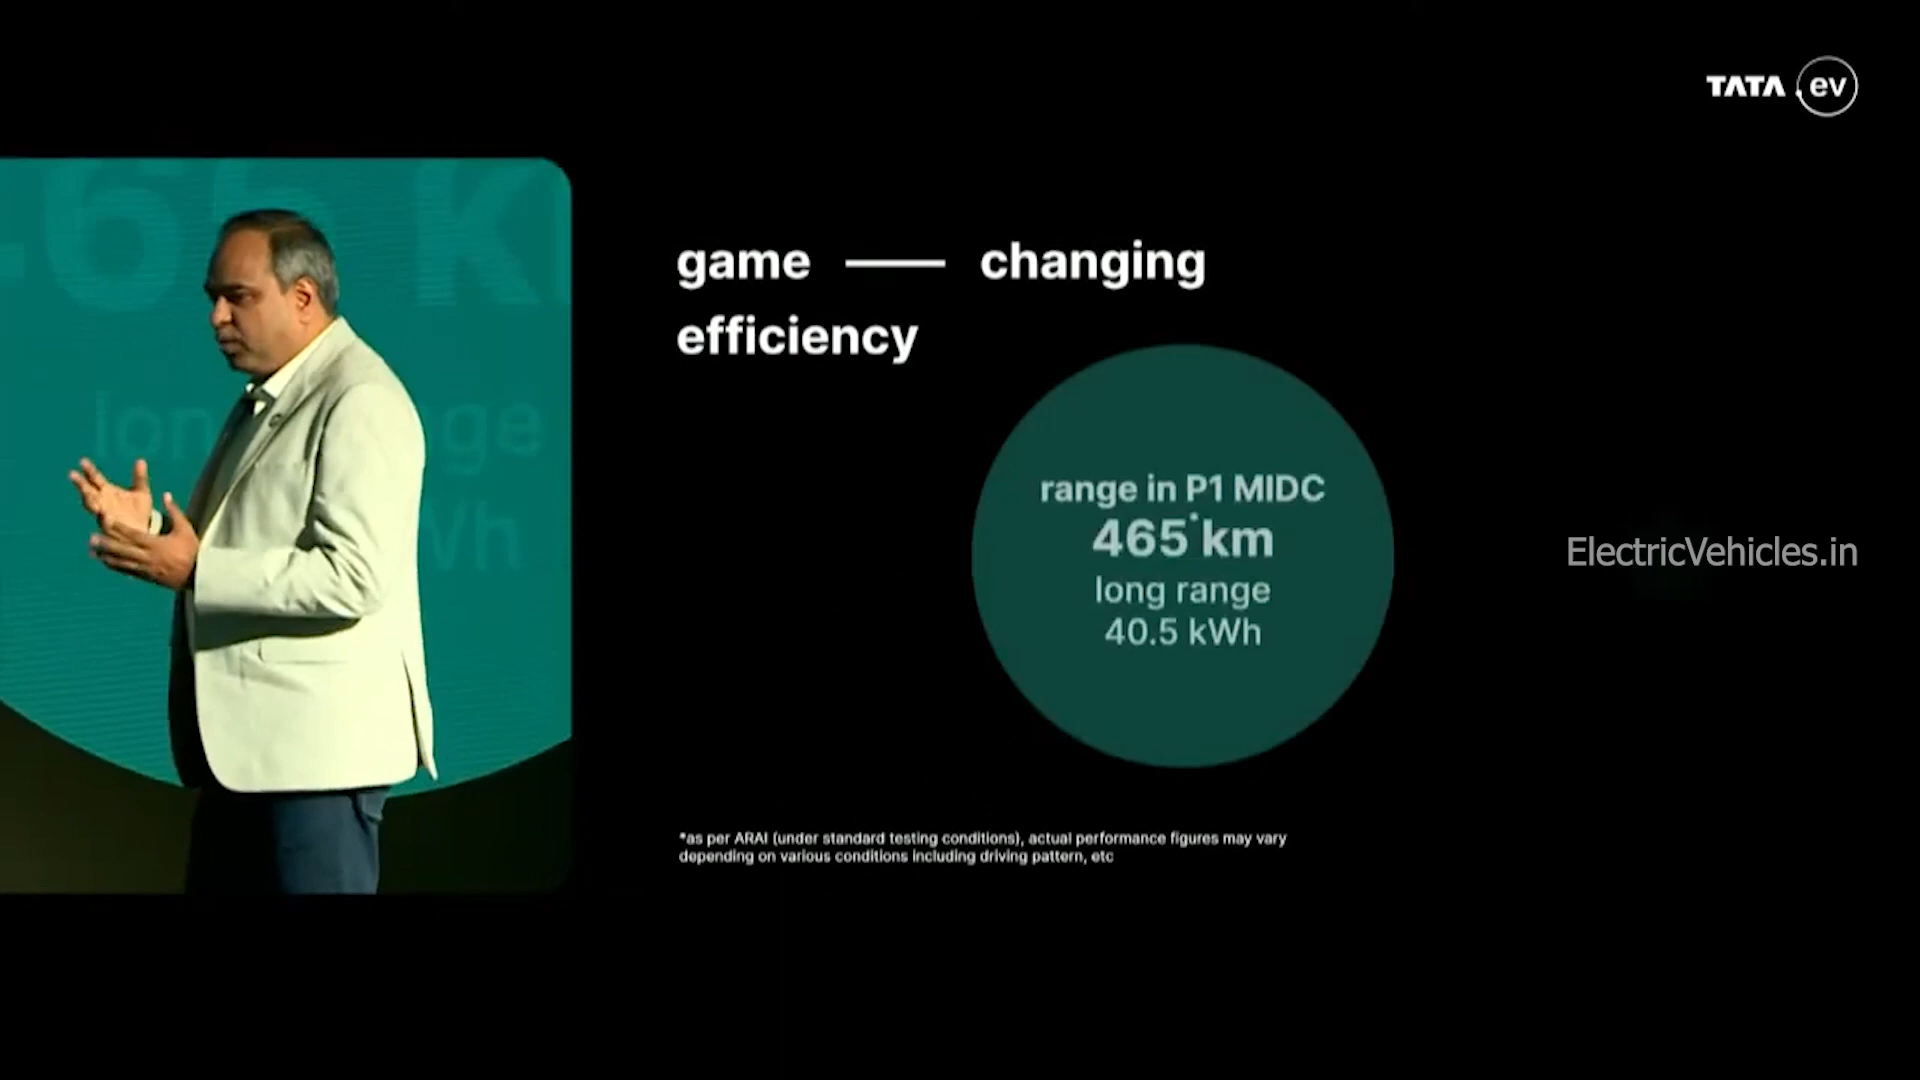 TATA .ev
game — changing
efficiency
range in P1 MIDC
465*km
long range
40.5 kWh
ElectricVehicles.in
*as per ARAI (under standard testing conditions), actual performance figures may vary
depending on various conditions including driving pattern, etc